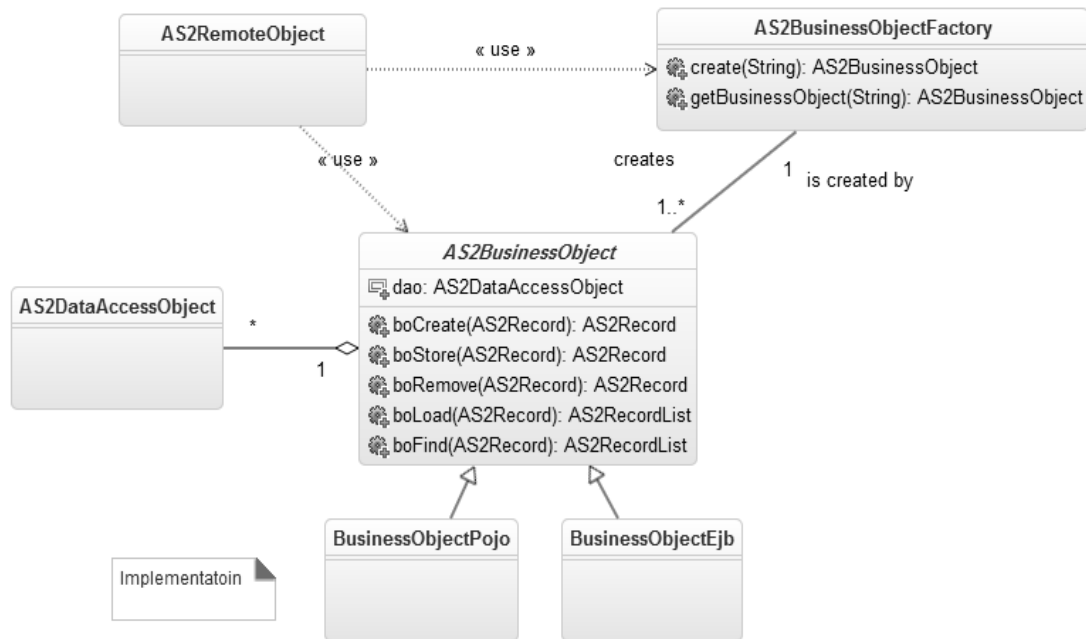 AS2RemoteObject
« use »
AS2BusinessObjectFactory
create(String): AS2BusinessObject
getBusinessObject(String): AS2BusinessObject
« use »
creates
1
is created by
1..*
AS2BusinessObject
dao: AS2DataAccessObject
boCreate(AS2Record): AS2Record
boStore(AS2Record): AS2Record
boRemove(AS2Record): AS2Record
boLoad(AS2Record): AS2RecordList
boFind(AS2Record): AS2RecordList
AS2DataAccessObject
*
1
BusinessObjectPojo
BusinessObjectEjb
Implementatoin